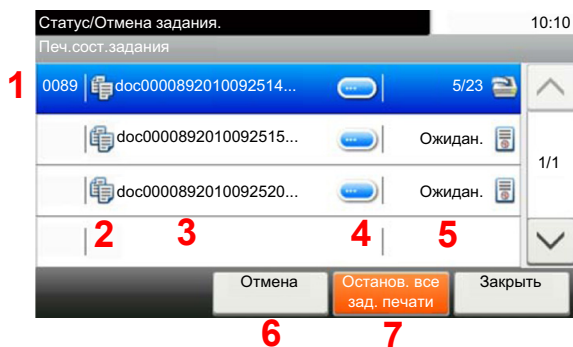 Статус/Отмена задания. 10:10
Печ.сост.задания
1 0089 doc0000892010092514... 5/23
doc0000892010092515... Ожидан.
1/1
doc0000892010092520... Ожидан.
2 3 4 5
Отмена Останов. все зад. печати Закрыть
6 7